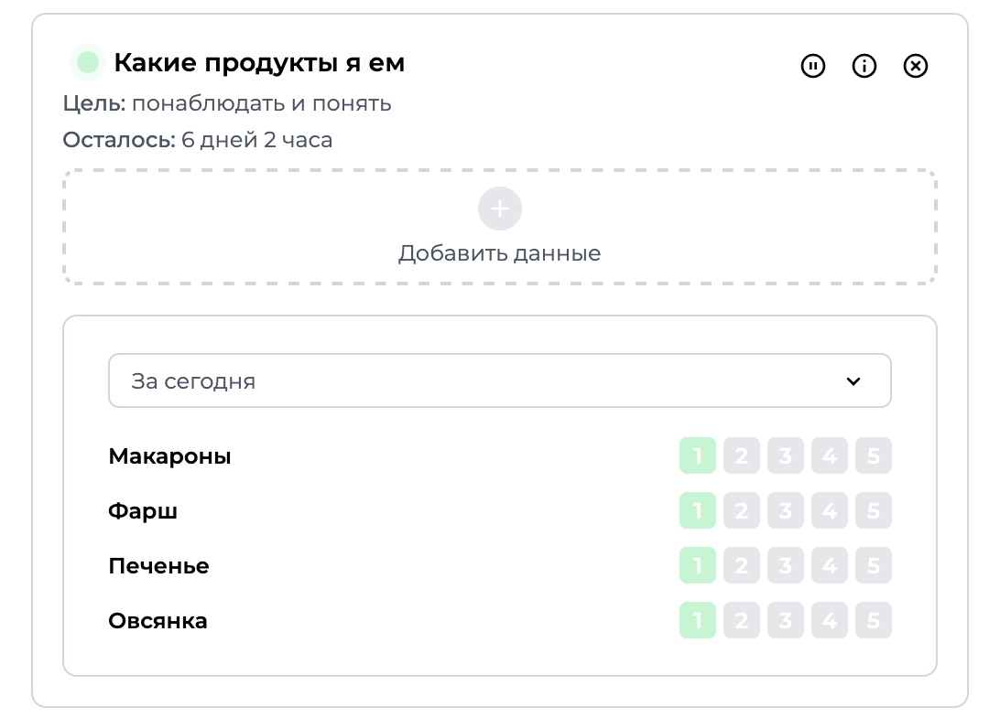 Какие продукты я ем
Цель: понаблюдать и понять
Осталось: 6 дней 2 часа
Добавить данные
За сегодня
Макароны 1 2 3 4 5
Фарш 1 2 3 4 5
Печенье 1 2 3 4 5
Овсянка 1 2 3 4 5